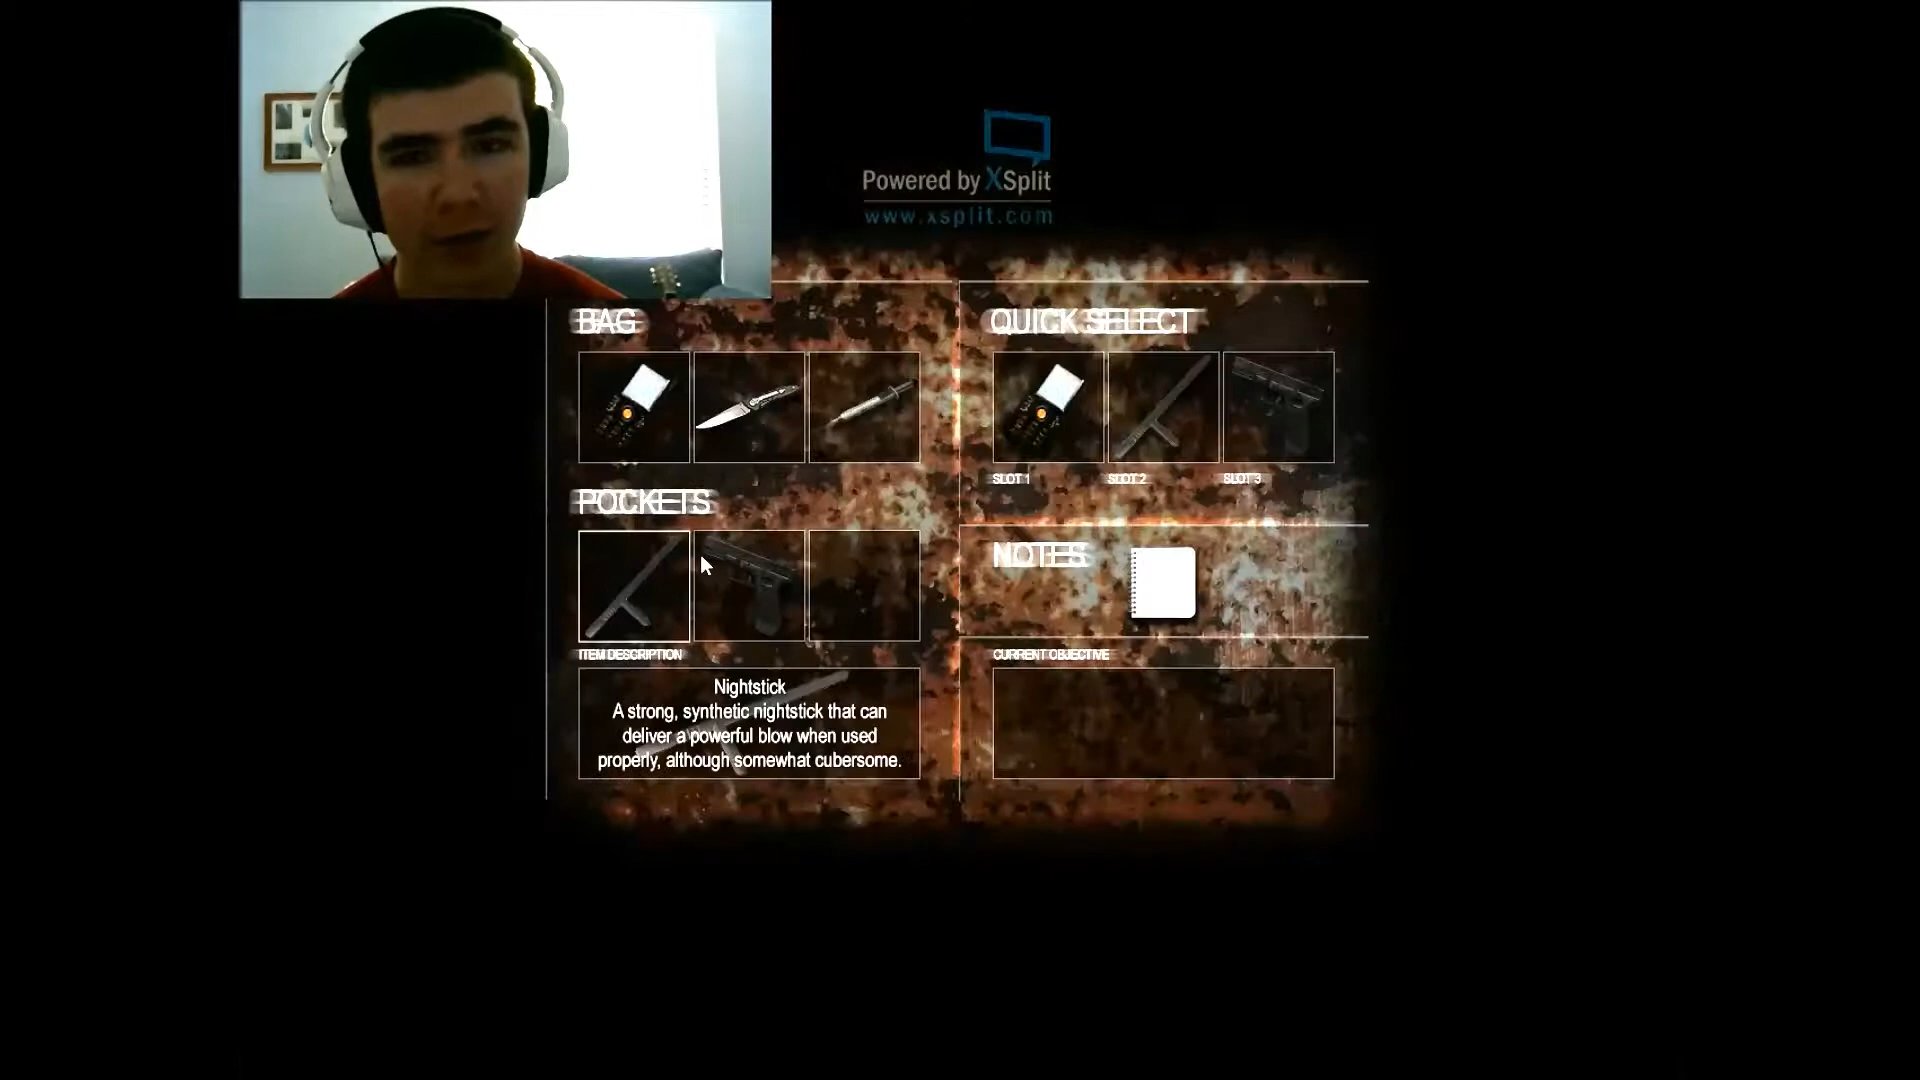 Powered by XSplit
www.xsplit.com
BAG
QUICK SELECT
SLOT 1
SLOT 2
SLOT 3
POCKETS
NOTES
ITEM DESCRIPTION
CURRENT OBJECTIVE
Nightstick
A strong, synthetic nightstick that can
deliver a powerful blow when used
properly, although somewhat cubersome.